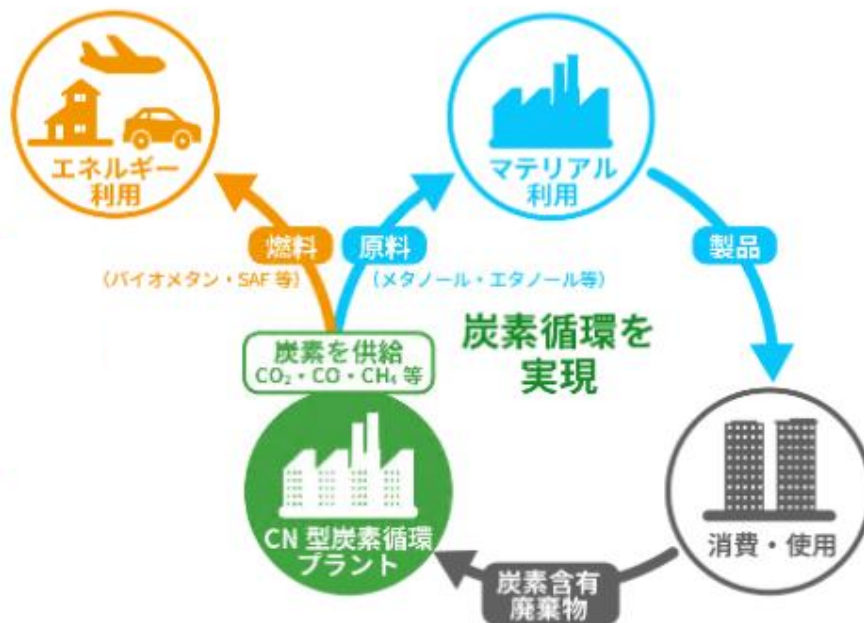 エネルギー
利用
マテリアル
利用
燃料
原料
製品
（バイオメタン・SAF 等）
（メタノール・エタノール等）
炭素循環を
実現
炭素を供給
CO₂・CO・CH₄ 等
CN 型炭素循環
プラント
消費・使用
炭素含有
廃棄物